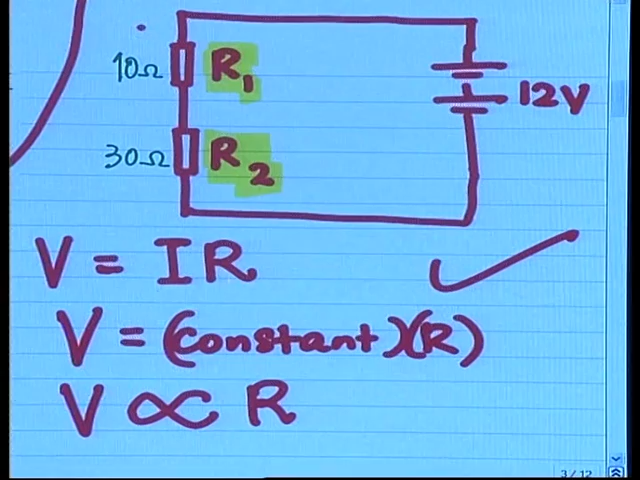 10Ω R1
12V
30Ω R2
V = IR
V = (constant)(R)
V ∝ R
3/12